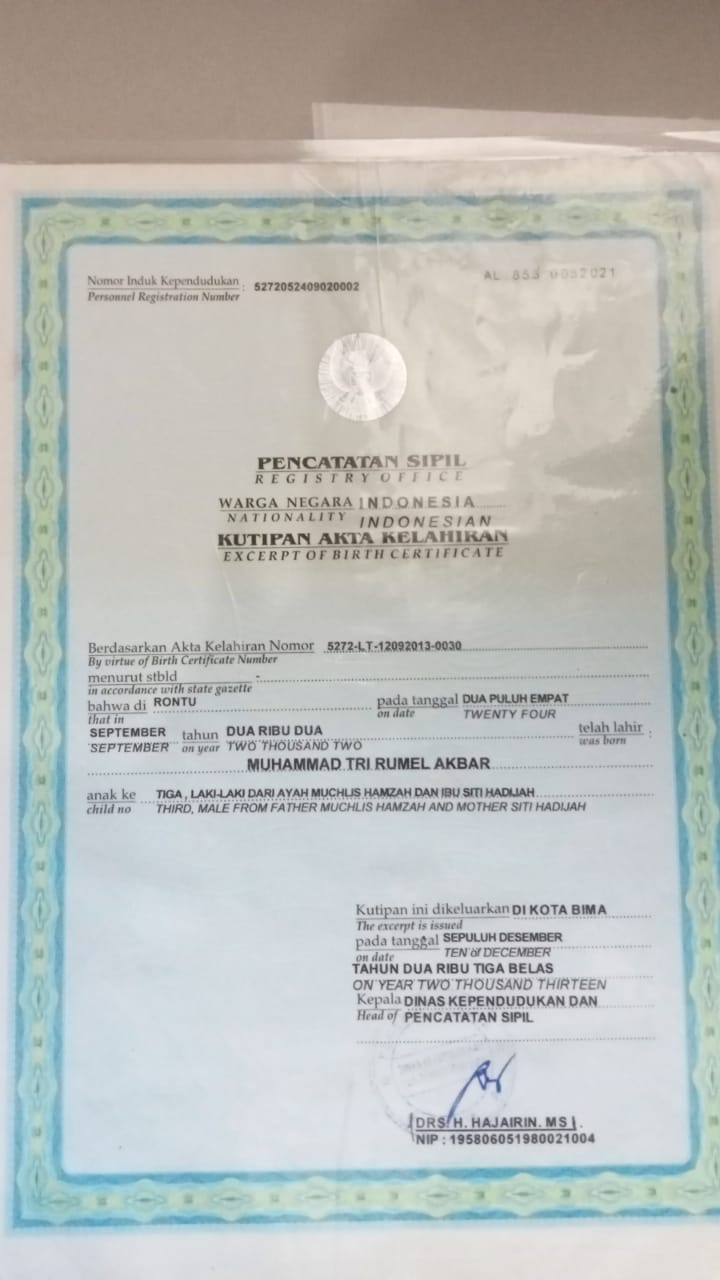 Nomor Induk Kependudukan : 5272052409020002
Personnel Registration Number
AL 853 0052021
PENCATATAN SIPIL
REGISTRY OFFICE
WARGA NEGARA INDONESIA
NATIONALITY INDONESIAN
KUTIPAN AKTA KELAHIRAN
EXCERPT OF BIRTH CERTIFICATE
Berdasarkan Akta Kelahiran Nomor 5272-LT-12092013-0030
By virtue of Birth Certificate Number
menurut stbld -
in accordance with state gazette
bahwa di RONTU pada tanggal DUA PULUH EMPAT
that in on date TWENTY FOUR
SEPTEMBER tahun DUA RIBU DUA telah lahir :
SEPTEMBER on year TWO THOUSAND TWO was born
MUHAMMAD TRI RUMEL AKBAR
anak ke TIGA , LAKI-LAKI DARI AYAH MUCHLIS HAMZAH DAN IBU SITI HADIJAH
child no THIRD, MALE FROM FATHER MUCHLIS HAMZAH AND MOTHER SITI HADIJAH
Kutipan ini dikeluarkan DI KOTA BIMA
The excerpt is issued
pada tanggal SEPULUH DESEMBER
on date TEN of DECEMBER
TAHUN DUA RIBU TIGA BELAS
ON YEAR TWO THOUSAND THIRTEEN
Kepala DINAS KEPENDUDUKAN DAN
Head of PENCATATAN SIPIL
DRS. H. HAJAIRIN. MS I .
NIP : 195806051980021004